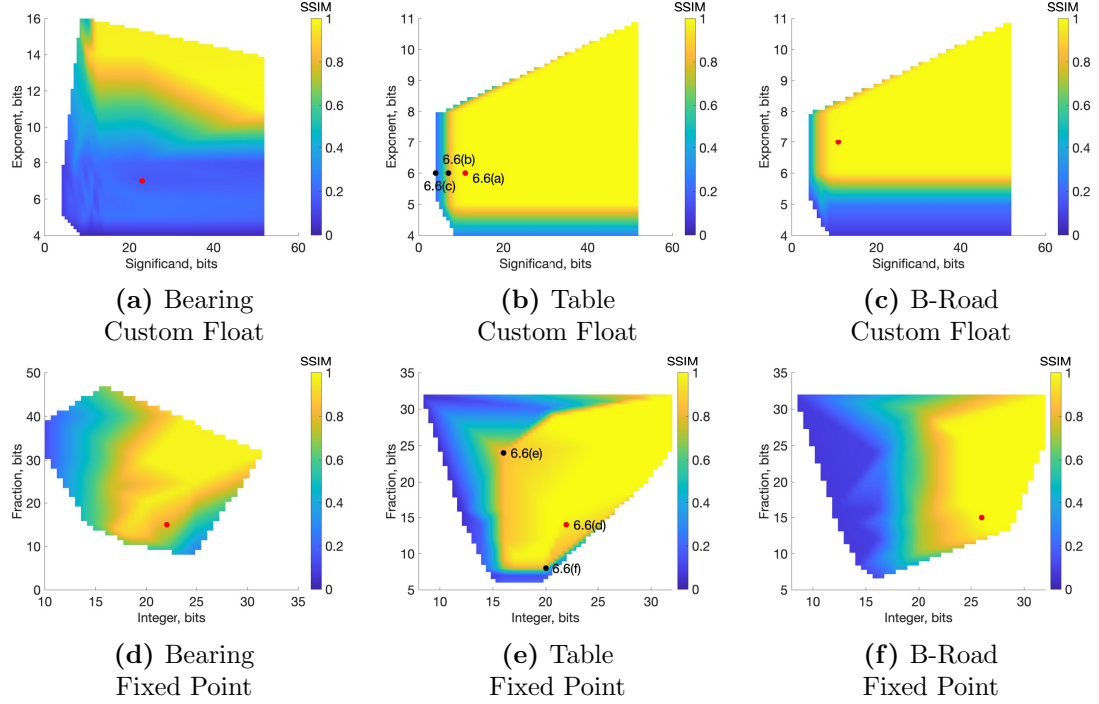 SSIM
16
14
12
10
8
6
4
Exponent, bits
0
20
40
60
Significand, bits
1
0.8
0.6
0.4
0.2
0
(a) Bearing
Custom Float
SSIM
11
10
9
8
7
6
5
4
Exponent, bits
6.6(b)
6.6(c)
6.6(a)
0
20
40
60
Significand, bits
1
0.8
0.6
0.4
0.2
0
(b) Table
Custom Float
SSIM
11
10
9
8
7
6
5
4
Exponent, bits
0
20
40
60
Significand, bits
1
0.8
0.6
0.4
0.2
0
(c) B-Road
Custom Float
SSIM
50
40
30
20
10
0
Fraction, bits
10
15
20
25
30
35
Integer, bits
1
0.8
0.6
0.4
0.2
0
(d) Bearing
Fixed Point
SSIM
35
30
25
20
15
10
5
Fraction, bits
6.6(e)
6.6(d)
6.6(f)
10
15
20
25
30
Integer, bits
1
0.8
0.6
0.4
0.2
0
(e) Table
Fixed Point
SSIM
35
30
25
20
15
10
5
Fraction, bits
10
15
20
25
30
Integer, bits
1
0.8
0.6
0.4
0.2
0
(f) B-Road
Fixed Point